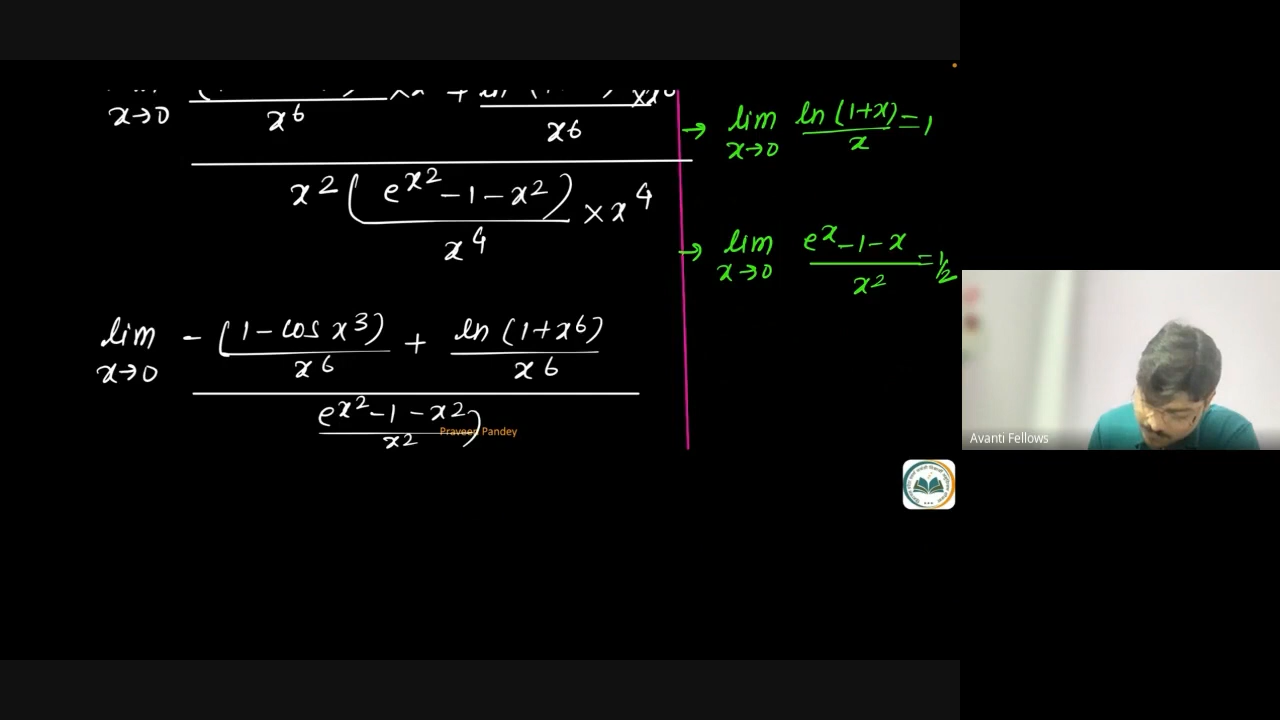 x→0 x⁶ x⁶
x² (e^x² - 1 - x²) / x⁴ × x⁴
lim x→0 - (1 - cos x³) / x⁶ + ln (1+x⁶) / x⁶
e^x² - 1 - x²) / x²
Praveen Pandey
→ lim x→0 ln (1+x) / x = 1
→ lim x→0 e^x - 1 - x / x² = 1/2
Avanti Fellows